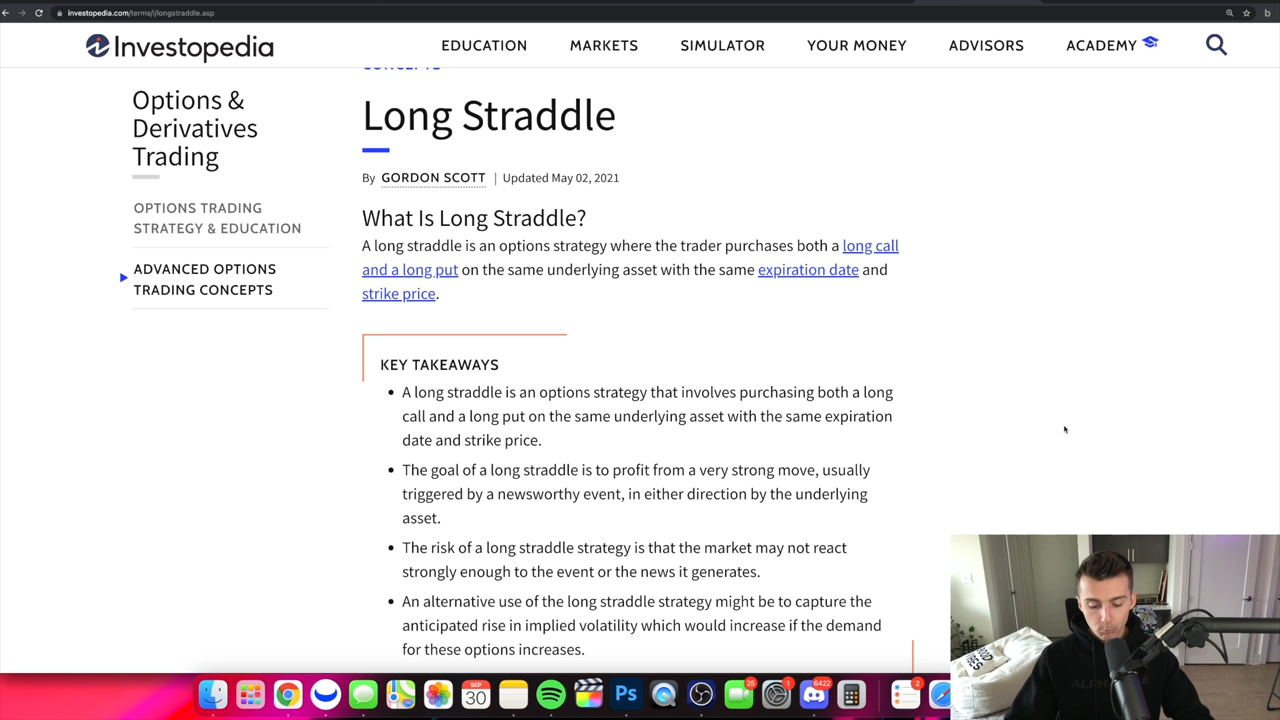 investopedia.com/terms/l/longstraddle.asp
Investopedia
EDUCATION
MARKETS
SIMULATOR
YOUR MONEY
ADVISORS
ACADEMY
CONCEPTS
Options &
Derivatives
Trading
OPTIONS TRADING
STRATEGY & EDUCATION
ADVANCED OPTIONS
TRADING CONCEPTS
Long Straddle
By GORDON SCOTT | Updated May 02, 2021
What Is Long Straddle?
A long straddle is an options strategy where the trader purchases both a long call
and a long put on the same underlying asset with the same expiration date and
strike price.
KEY TAKEAWAYS
• A long straddle is an options strategy that involves purchasing both a long
call and a long put on the same underlying asset with the same expiration
date and strike price.
• The goal of a long straddle is to profit from a very strong move, usually
triggered by a newsworthy event, in either direction by the underlying
asset.
• The risk of a long straddle strategy is that the market may not react
strongly enough to the event or the news it generates.
• An alternative use of the long straddle strategy might be to capture the
anticipated rise in implied volatility which would increase if the demand
for these options increases.
SEP
30
Ps
26
1
6422
2
GOOD
VIBES